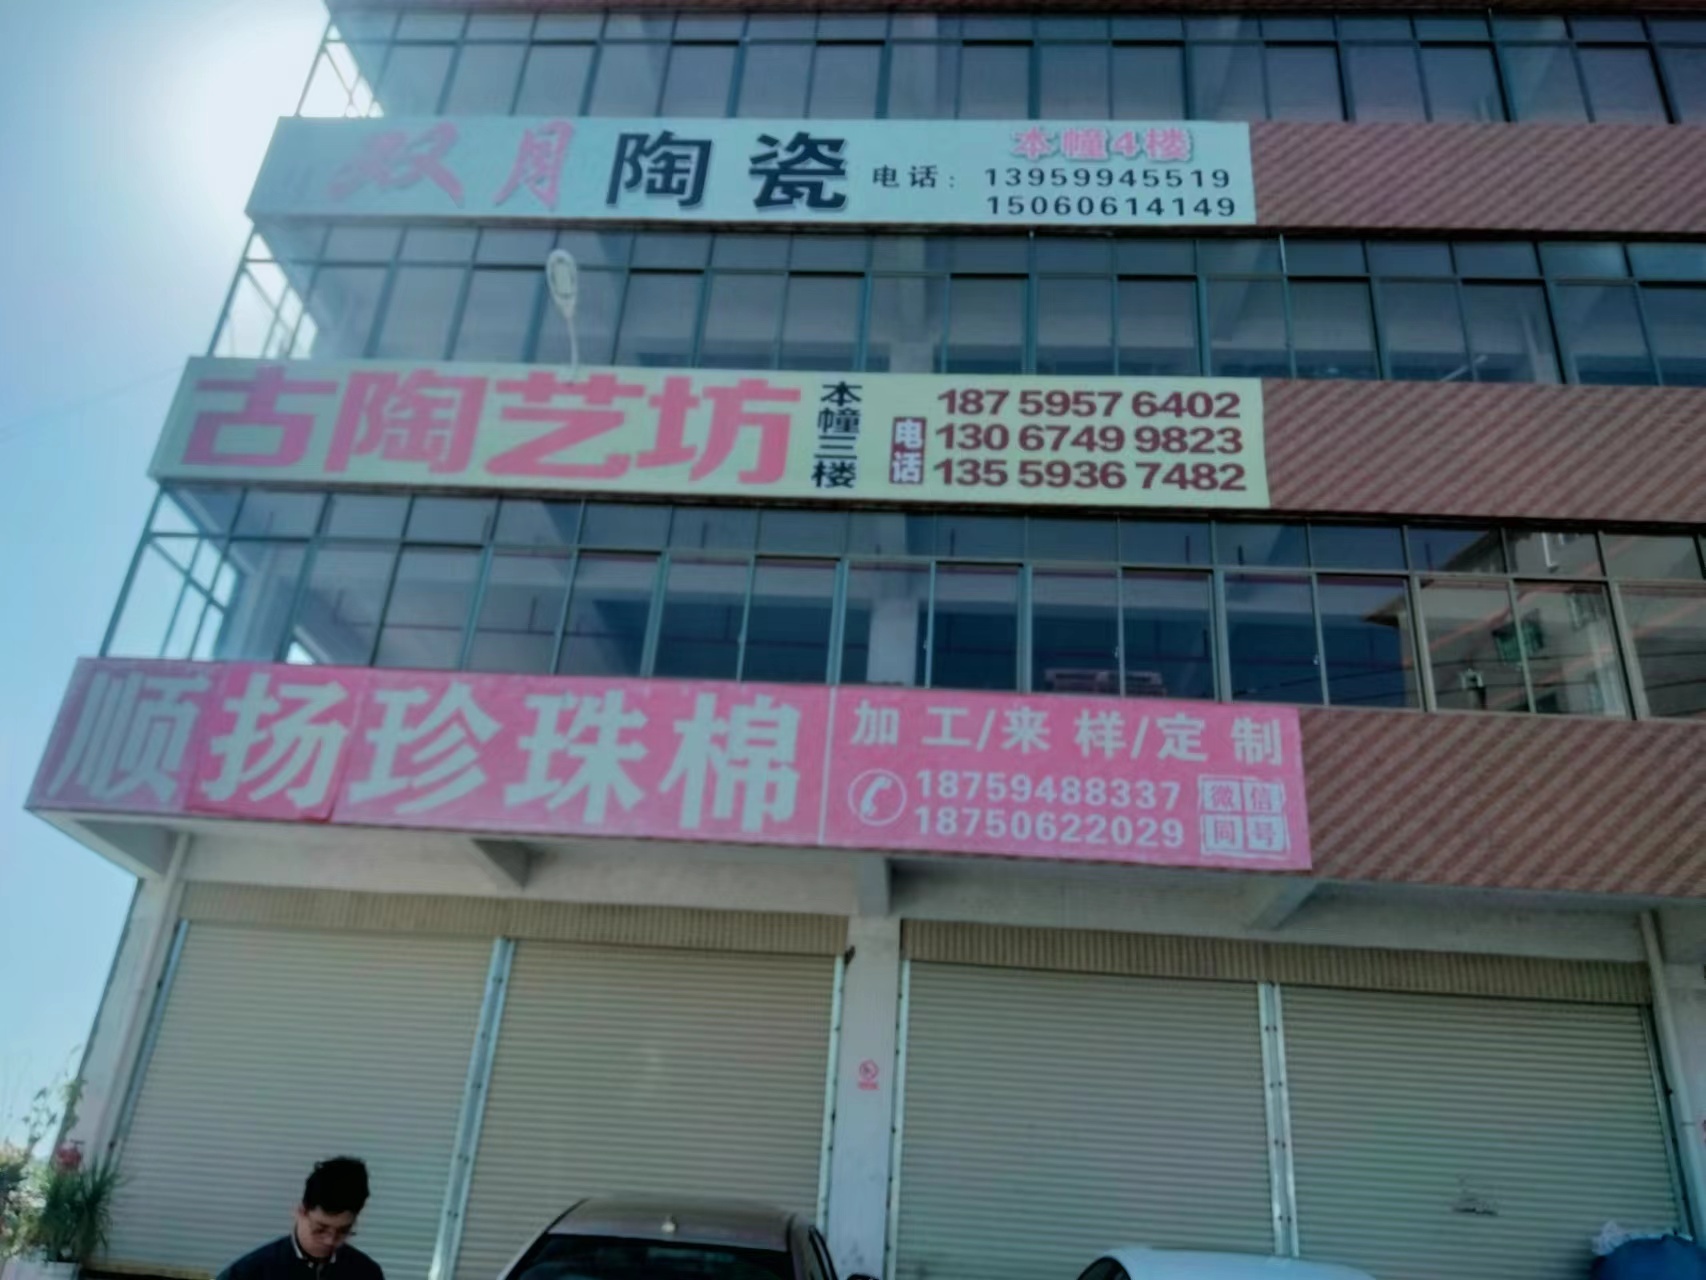 双月陶瓷
本幢4楼
电话：13959945519
15060614149
古陶艺坊
本幢三楼
电话
187 5957 6402
130 6749 9823
135 5936 7482
顺扬珍珠棉
加工/来样/定制
18759488337
18750622029
微信
同号